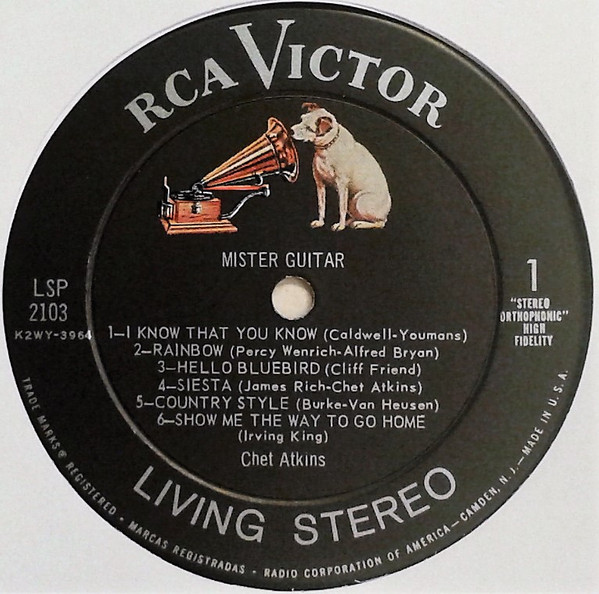 RCA VICTOR
MISTER GUITAR
LSP
2103
K2WY-3964
1
"STEREO
ORTHOPHONIC"
HIGH
FIDELITY
1—I KNOW THAT YOU KNOW (Caldwell-Youmans)
2—RAINBOW (Percy Wenrich-Alfred Bryan)
3—HELLO BLUEBIRD (Cliff Friend)
4—SIESTA (James Rich-Chet Atkins)
5—COUNTRY STYLE (Burke-Van Heusen)
6—SHOW ME THE WAY TO GO HOME
(Irving King)
Chet Atkins
LIVING STEREO
TRADE MARKS ® REGISTERED • MARCAS REGISTRADAS • RADIO CORPORATION OF AMERICA—CAMDEN, N. J.—MADE IN U. S. A.